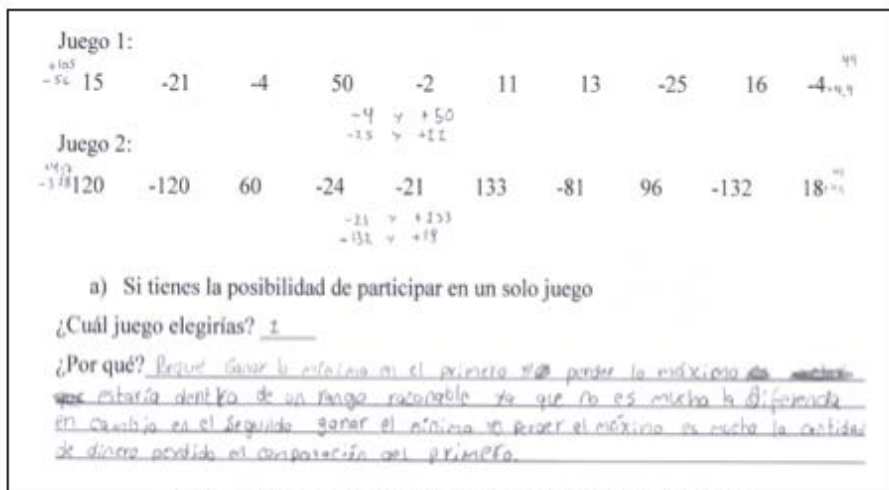 Juego 1:
+105 49
-56 15 -21 -4 50 -2 11 13 -25 16 -4 +4,9
-4 y +50
-25 y +11
Juego 2:
120 -120 60 -24 -21 133 -81 96 -132 18
-21 y +133
-132 y +18
a) Si tienes la posibilidad de participar en un solo juego
¿Cuál juego elegirías? 1
¿Por qué? Porque Ganar lo mínimo en el primero perder lo máximo
estaría dentro de un rango razonable ya que no es mucha la diferencia
en cambio en el segundo ganar el mínimo perder el máximo es mucha la cantidad
de dinero perdido en comparación del primero.